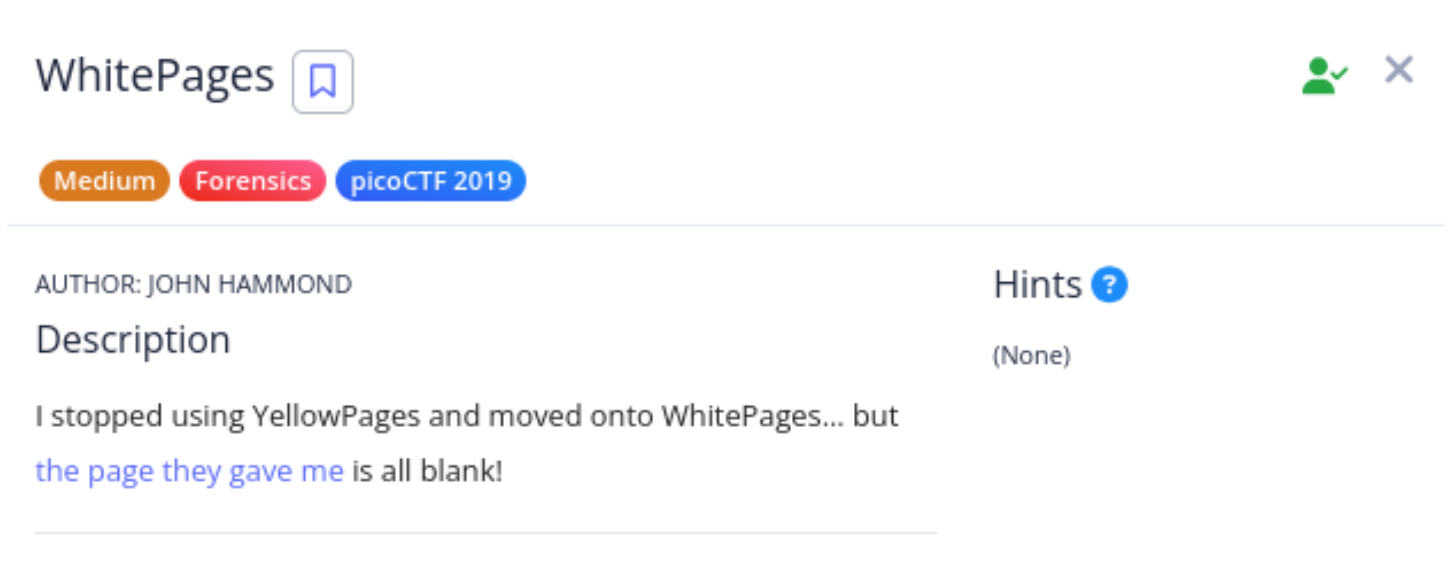 WhitePages
Medium Forensics picoCTF 2019
AUTHOR: JOHN HAMMOND
Description
I stopped using YellowPages and moved onto WhitePages... but
the page they gave me is all blank!
Hints ?
(None)